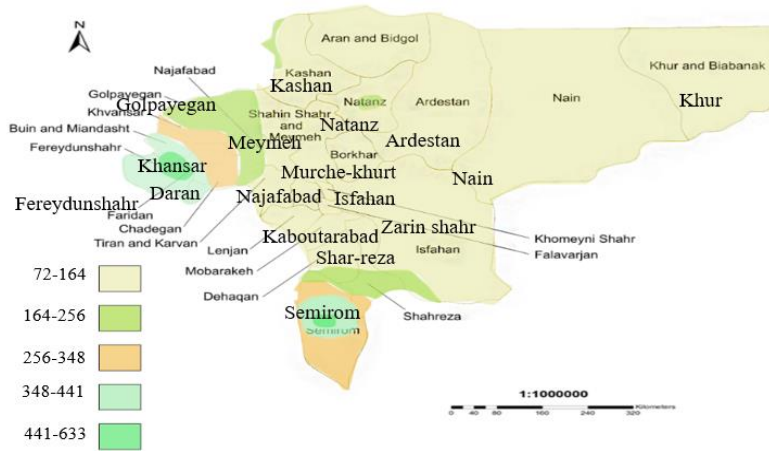 N
Aran and Bidgol
Najafabad
Kashan
Kashan
Khur and Biabanak
Golpayegan
Golpayegan
Natanz
Ardestan
Nain
Khur
Khvansar
Shahin Shahr
and
Meymeh
Meymeh
Natanz
Buin and Miandasht
Ardestan
Fereydunshahr
Borkhar
Khansar
Murche-khurt
Nain
Daran
Najafabad
Isfahan
Fereydunshahr
Faridan
Chadegan
Zarin shahr
Khomeyni Shahr
Tiran and Karvan
Kaboutarabad
Lenjan
Isfahan
Falavarjan
Mobarakeh
Shar-reza
Dehaqan
Semirom
Semirom
Shahreza
72-164
164-256
256-348
348-441
441-633
1:1000000
0 20 40 80 160 240 320 Kilometers